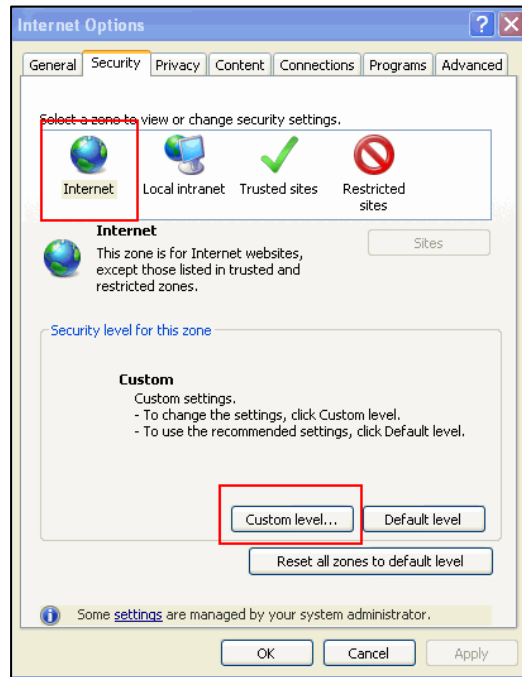 Internet Options
General Security Privacy Content Connections Programs Advanced
Select a zone to view or change security settings.
Internet Local intranet Trusted sites Restricted sites
Internet
Sites
This zone is for Internet websites,
except those listed in trusted and
restricted zones.
Security level for this zone
Custom
Custom settings.
- To change the settings, click Custom level.
- To use the recommended settings, click Default level.
Custom level... Default level
Reset all zones to default level
Some settings are managed by your system administrator.
OK Cancel Apply